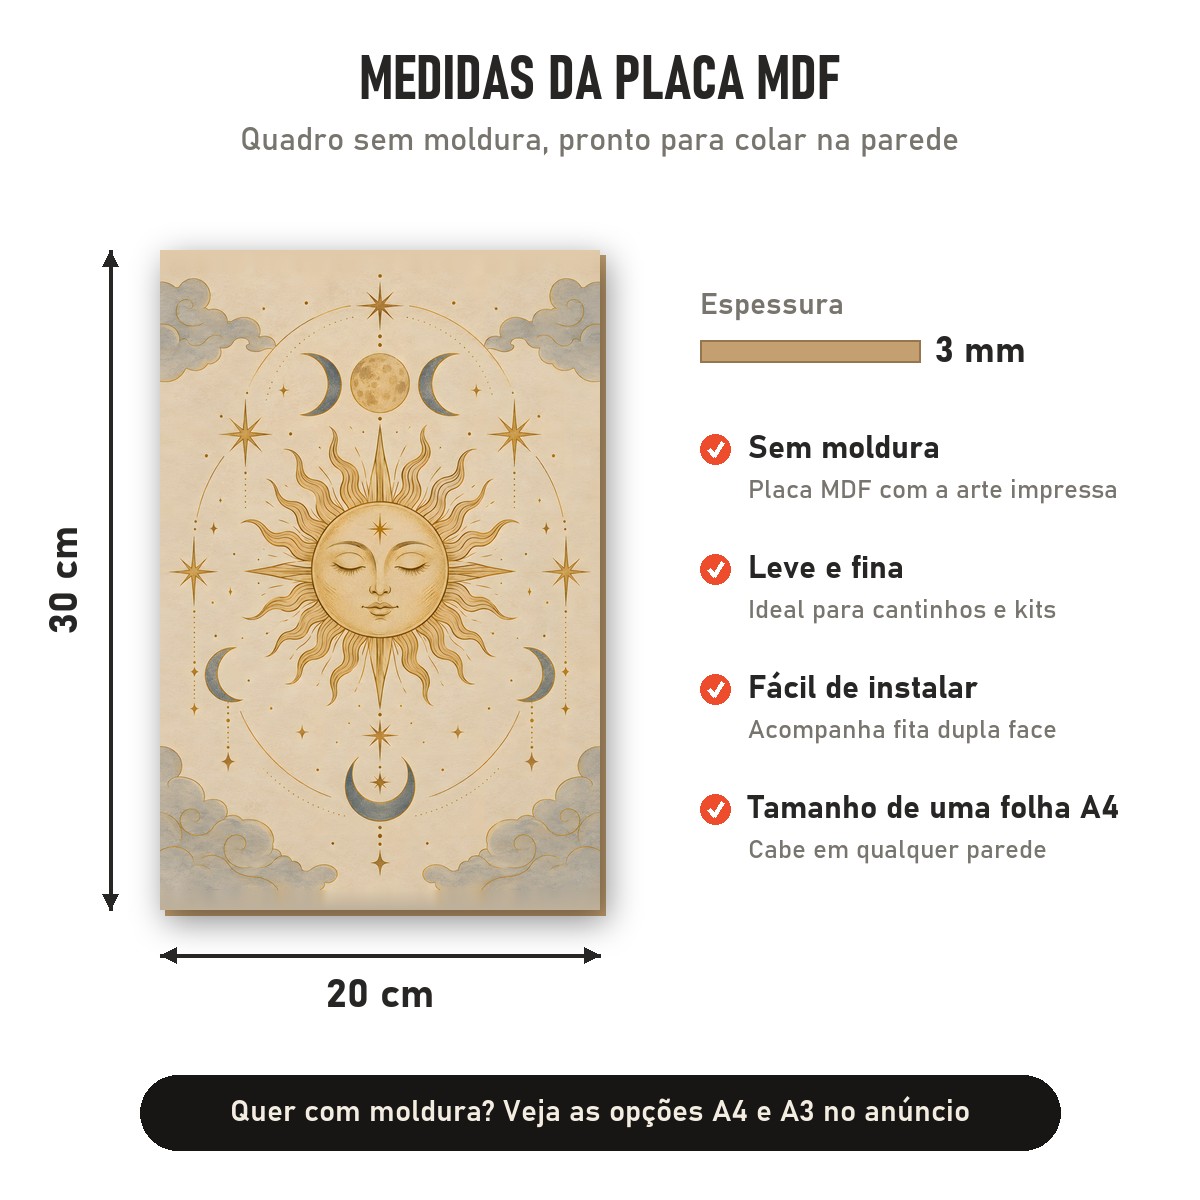 MEDIDAS DA PLACA MDF
Quadro sem moldura, pronto para colar na parede
30 cm
20 cm
Espessura
3 mm
Sem moldura
Placa MDF com a arte impressa
Leve e fina
Ideal para cantinhos e kits
Fácil de instalar
Acompanha fita dupla face
Tamanho de uma folha A4
Cabe em qualquer parede
Quer com moldura? Veja as opções A4 e A3 no anúncio